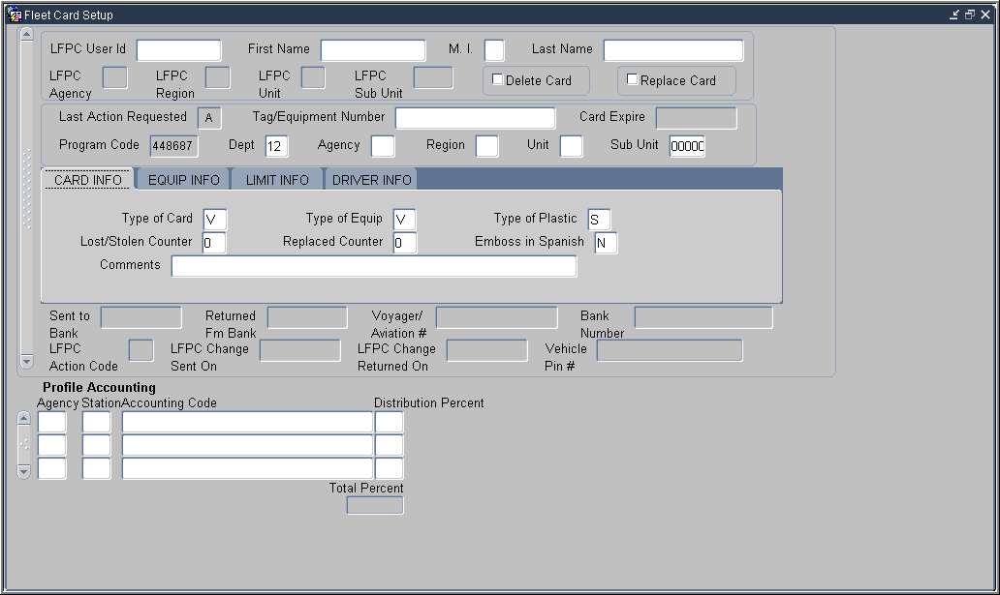 Fleet Card Setup
LFPC User Id First Name M. I. Last Name
LFPC Agency LFPC Region LFPC Unit LFPC Sub Unit Delete Card Replace Card
Last Action Requested A Tag/Equipment Number Card Expire
Program Code 448687 Dept 12 Agency Region Unit Sub Unit 0000C
CARD INFO EQUIP INFO LIMIT INFO DRIVER INFO
Type of Card V Type of Equip V Type of Plastic S
Lost/Stolen Counter 0 Replaced Counter 0 Emboss in Spanish N
Comments
Sent to Bank Returned Fm Bank Voyager/ Aviation # Bank Number
LFPC Action Code LFPC Change Sent On LFPC Change Returned On Vehicle Pin #
Profile Accounting
Agency Station Accounting Code Distribution Percent
Total Percent